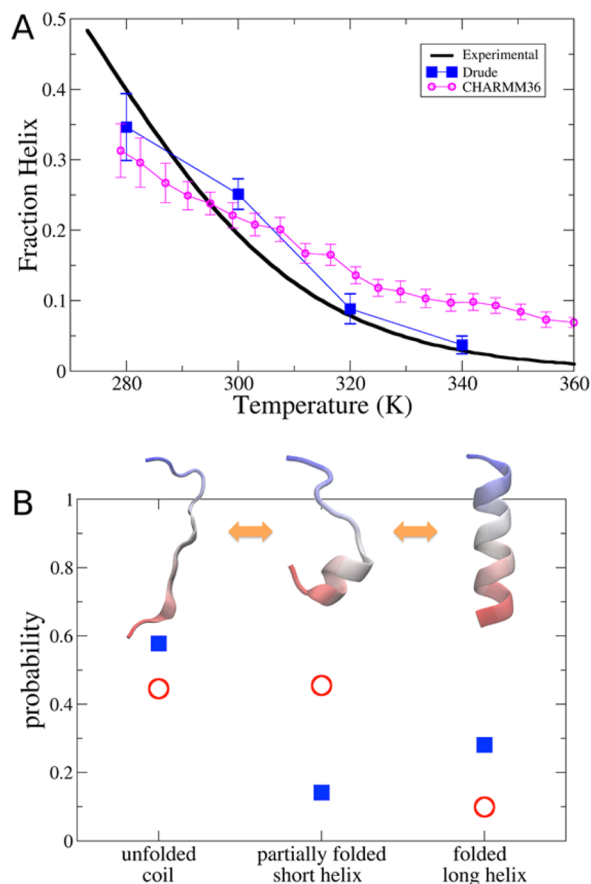 A
0.5
0.4
0.3
0.2
0.1
0
Fraction Helix
Experimental
Drude
CHARMM36
280 300 320 340 360
Temperature (K)
B
1
0.8
0.6
0.4
0.2
0
probability
unfolded coil
partially folded short helix
folded long helix